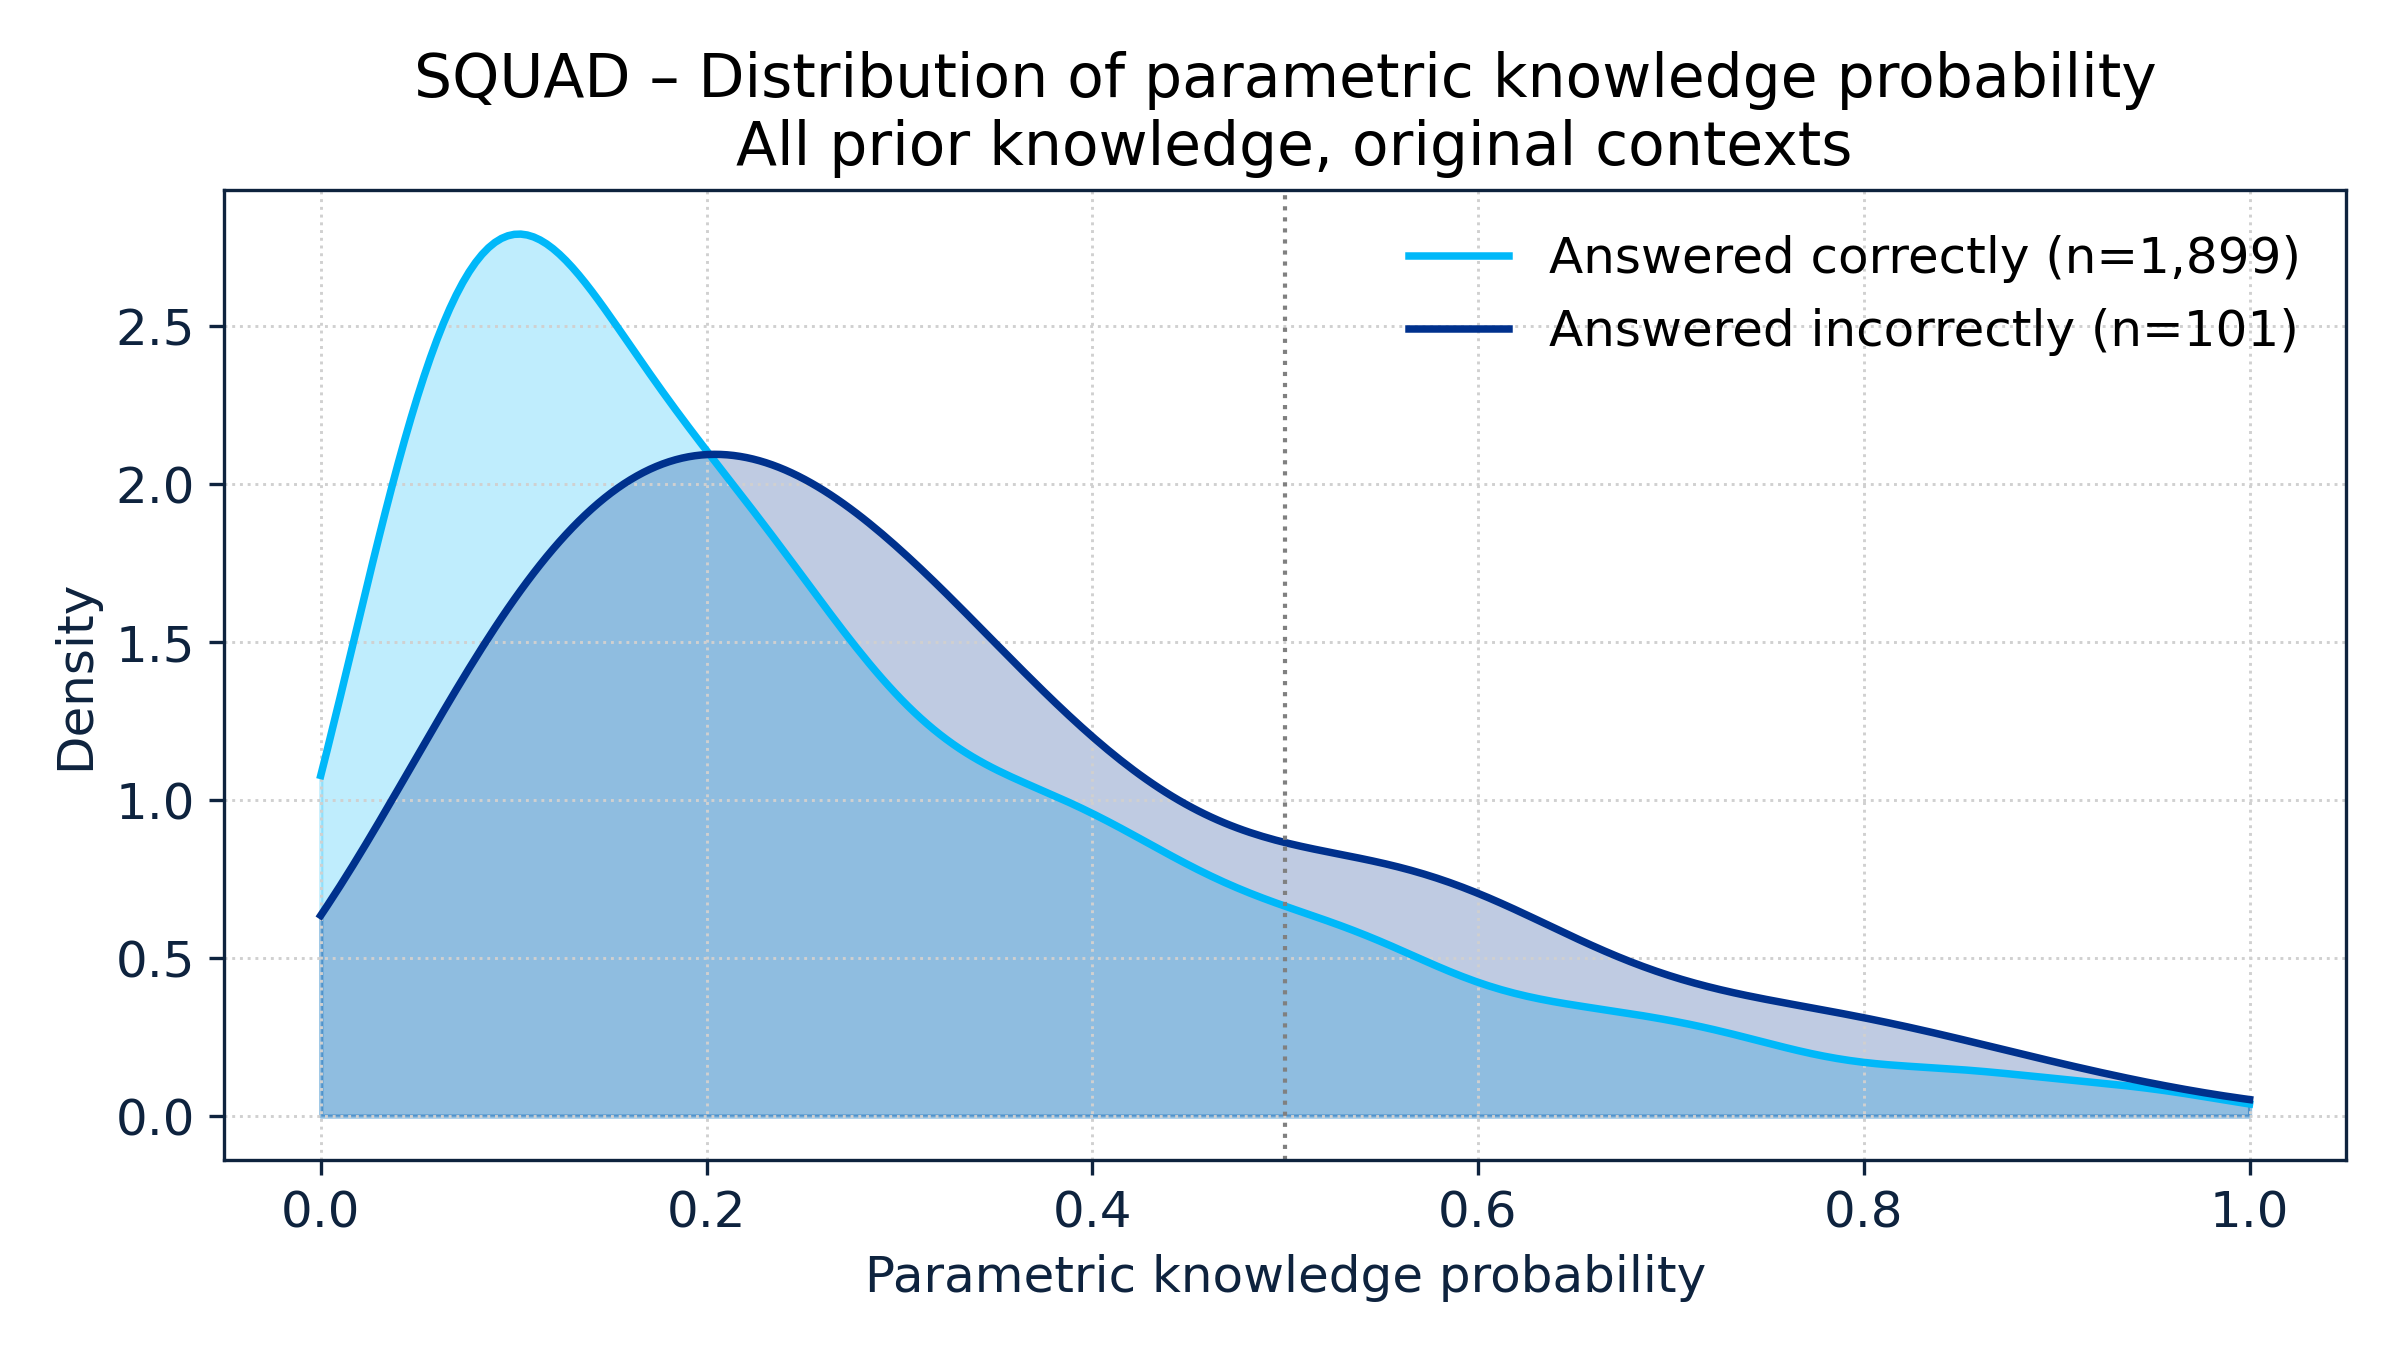 SQUAD – Distribution of parametric knowledge probability
All prior knowledge, original contexts
Answered correctly (n=1,899)
Answered incorrectly (n=101)
Density
2.5
2.0
1.5
1.0
0.5
0.0
0.0 0.2 0.4 0.6 0.8 1.0
Parametric knowledge probability